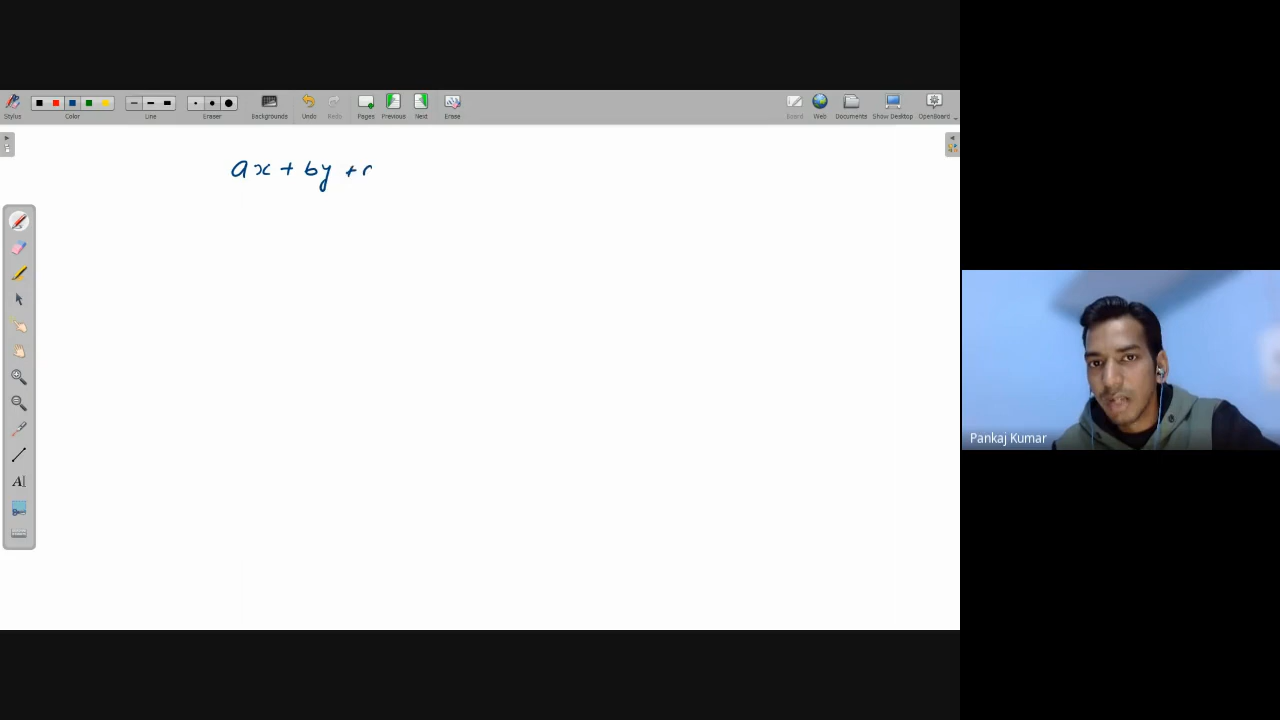 Stylus Color Line Eraser Backgrounds Undo Redo Pages Previous Next Erase Board Web Documents Show Desktop OpenBoard
ax + by +
Pankaj Kumar